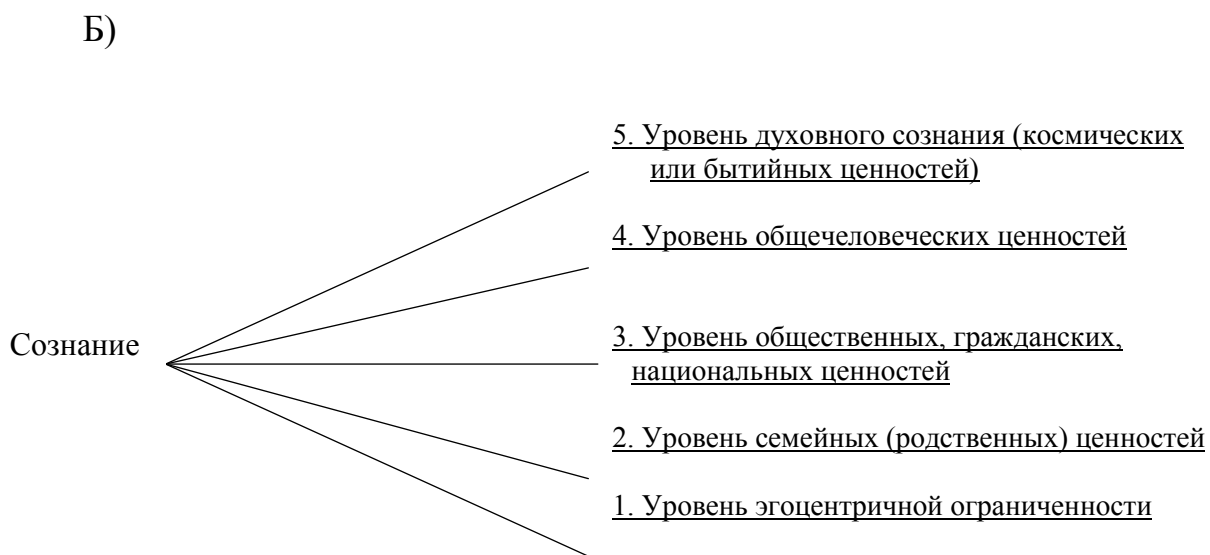 Б)
5. Уровень духовного сознания (космических
или бытийных ценностей)
4. Уровень общечеловеческих ценностей
Сознание
3. Уровень общественных, гражданских,
национальных ценностей
2. Уровень семейных (родственных) ценностей
1. Уровень эгоцентричной ограниченности